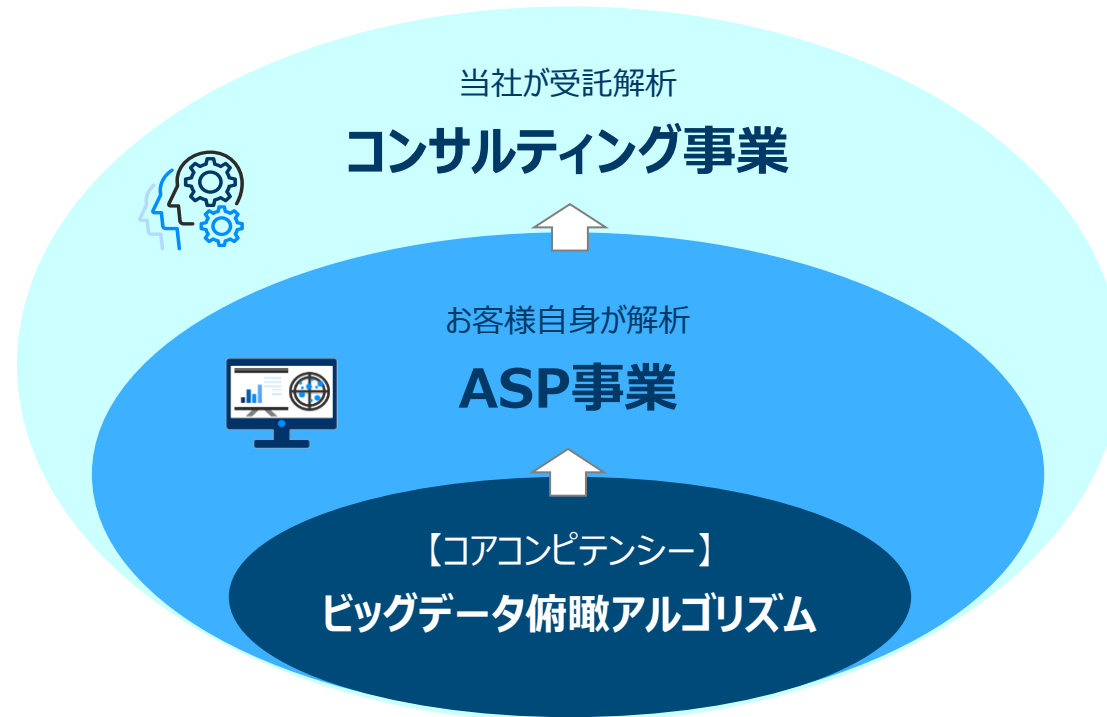 当社が受託解析
コンサルティング事業
お客様自身が解析
ASP事業
【コアコンピテンシー】
ビッグデータ俯瞰アルゴリズム